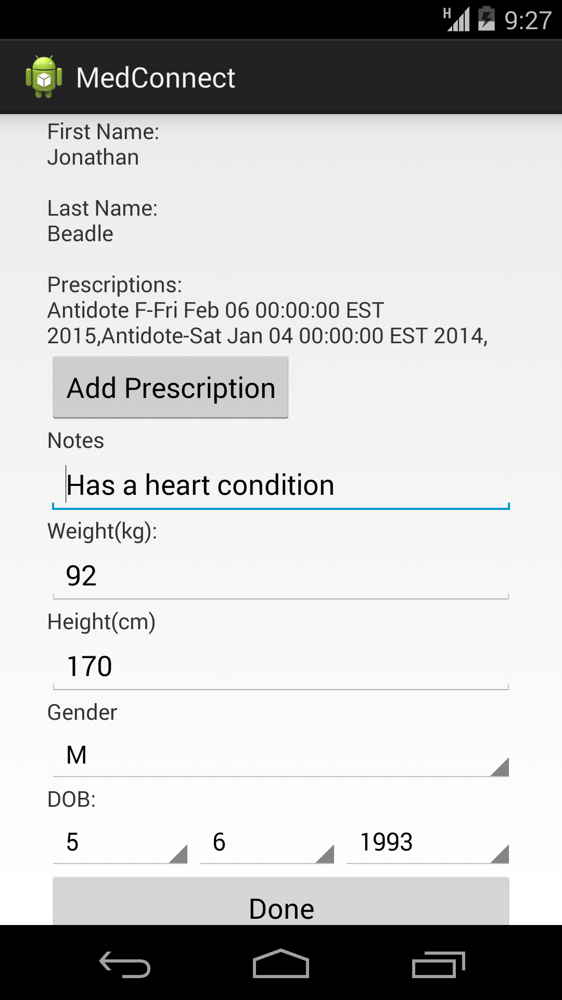 H 9:27
MedConnect
First Name:
Jonathan
Last Name:
Beadle
Prescriptions:
Antidote F-Fri Feb 06 00:00:00 EST
2015,Antidote-Sat Jan 04 00:00:00 EST 2014,
Add Prescription
Notes
Has a heart condition
Weight(kg):
92
Height(cm)
170
Gender
M
DOB:
5 6 1993
Done